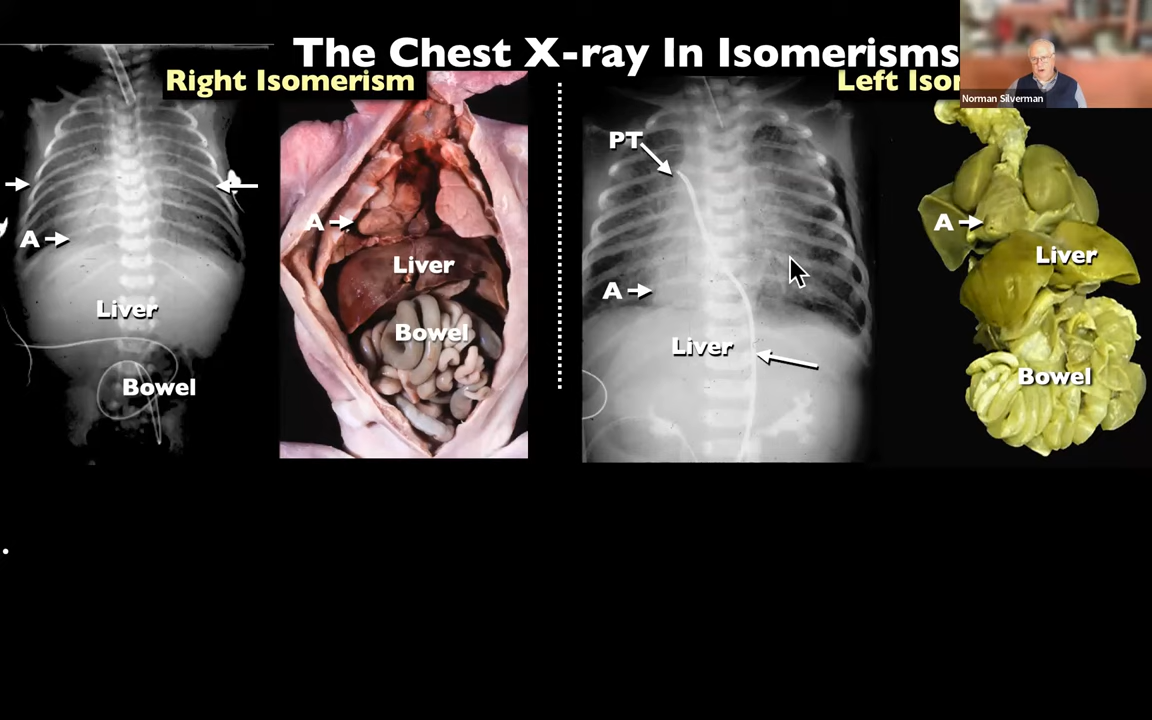 The Chest X-ray In Isomerisms
Right Isomerism
Left Isom
Norman Silverman
A
Liver
Bowel
A
Liver
Bowel
PT
A
Liver
A
Liver
Bowel